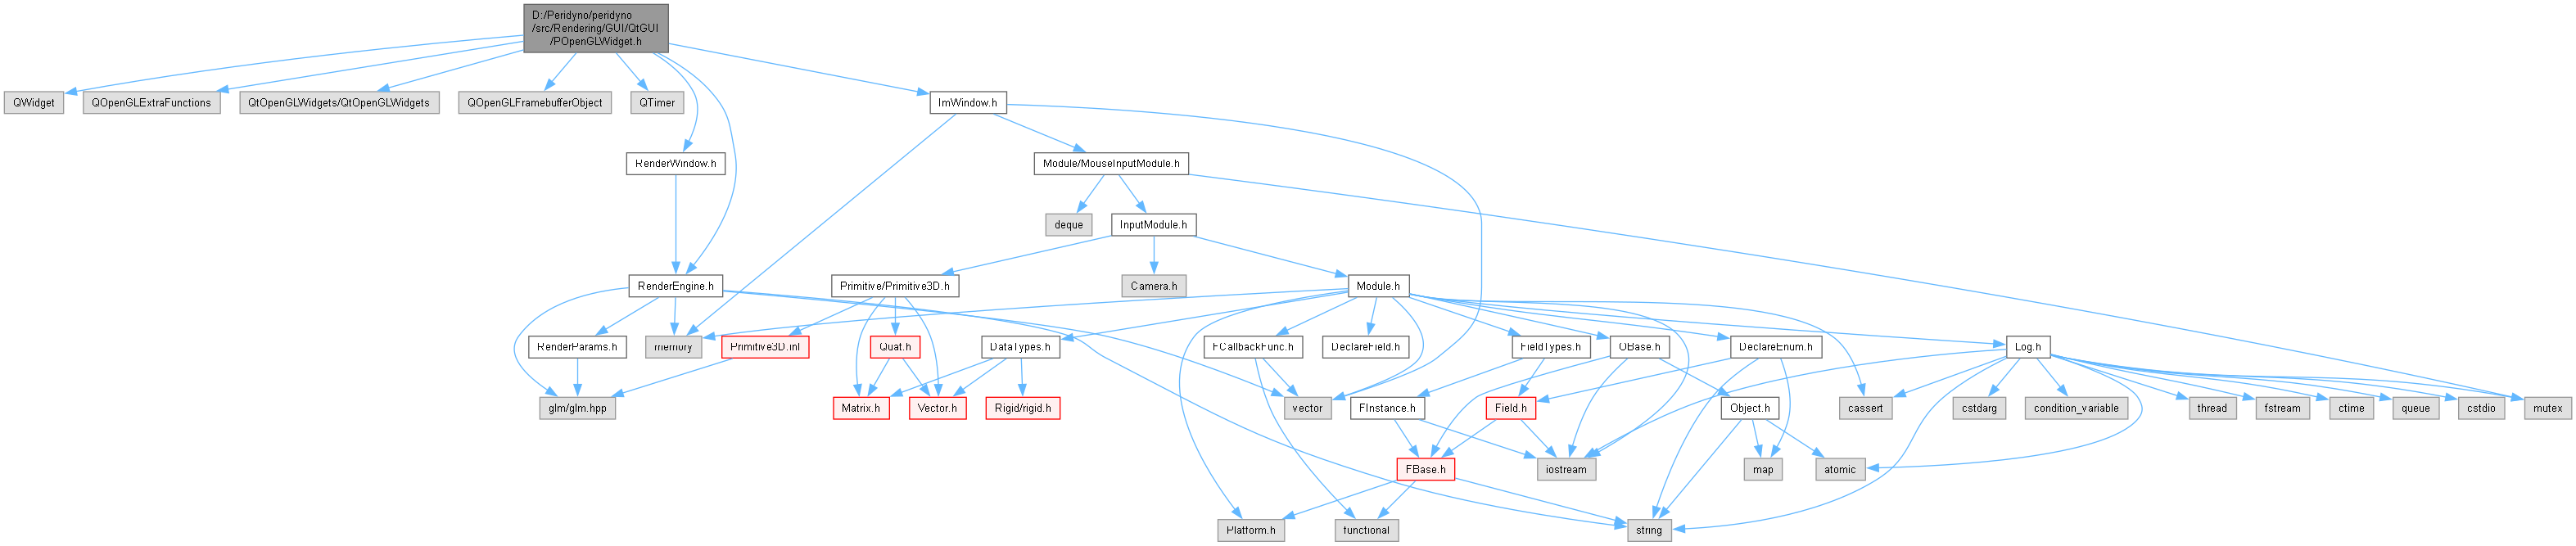 D:/Peridyno/peridyno
/src/Rendering/GUI/QtGUI
/POpenGLWidget.h
QWidget
QOpenGLExtraFunctions
QtOpenGLWidgets/QtOpenGLWidgets
QOpenGLFramebufferObject
QTimer
ImWindow.h
RenderWindow.h
Module/MouseInputModule.h
deque
InputModule.h
RenderEngine.h
Primitive/Primitive3D.h
Camera.h
Module.h
RenderParams.h
memory
Primitive3D.inl
Quat.h
DataTypes.h
FCallbackFunc.h
DeclareField.h
FieldTypes.h
OBase.h
DeclareEnum.h
Log.h
glm/glm.hpp
Matrix.h
Vector.h
Rigid/rigid.h
vector
FInstance.h
Field.h
Object.h
cassert
cstdarg
condition_variable
thread
fstream
ctime
queue
cstdio
mutex
FBase.h
iostream
map
atomic
Platform.h
functional
string